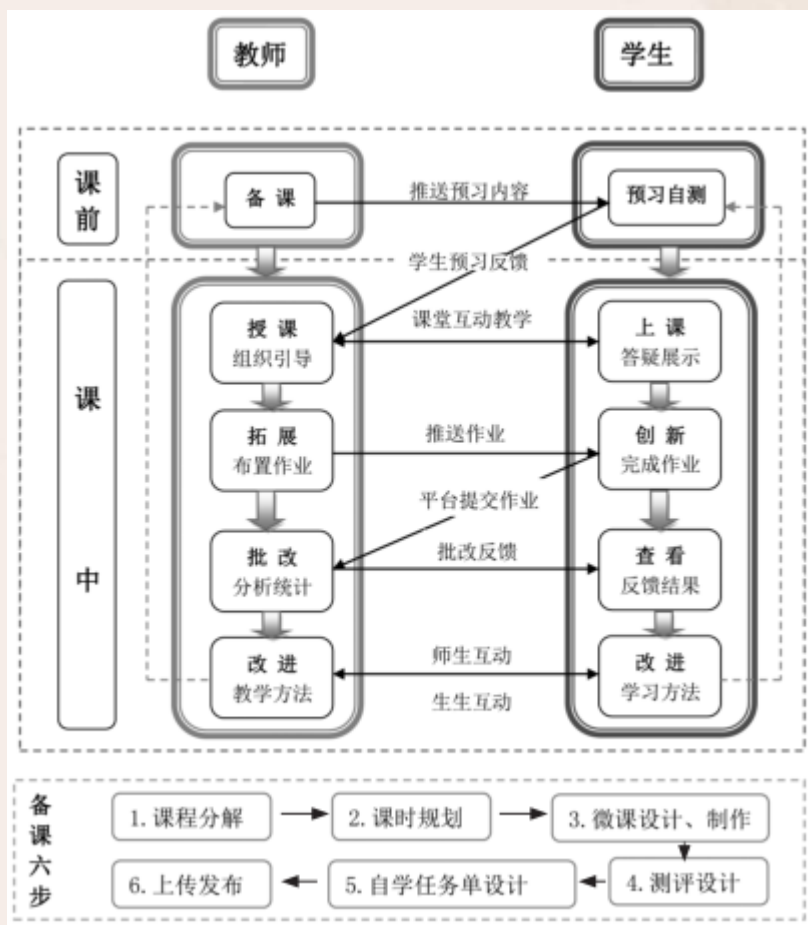 教师
学生
课前
备 课
推送预习内容
预习自测
学生预习反馈
课中
授 课
组织引导
课堂互动教学
上 课
答疑展示
拓 展
布置作业
推送作业
创 新
完成作业
平台提交作业
批 改
分析统计
批改反馈
查 看
反馈结果
改 进
教学方法
师生互动
生生互动
改 进
学习方法
备课六步
1. 课程分解
2. 课时规划
3. 微课设计、制作
4. 测评设计
5. 自学任务单设计
6. 上传发布